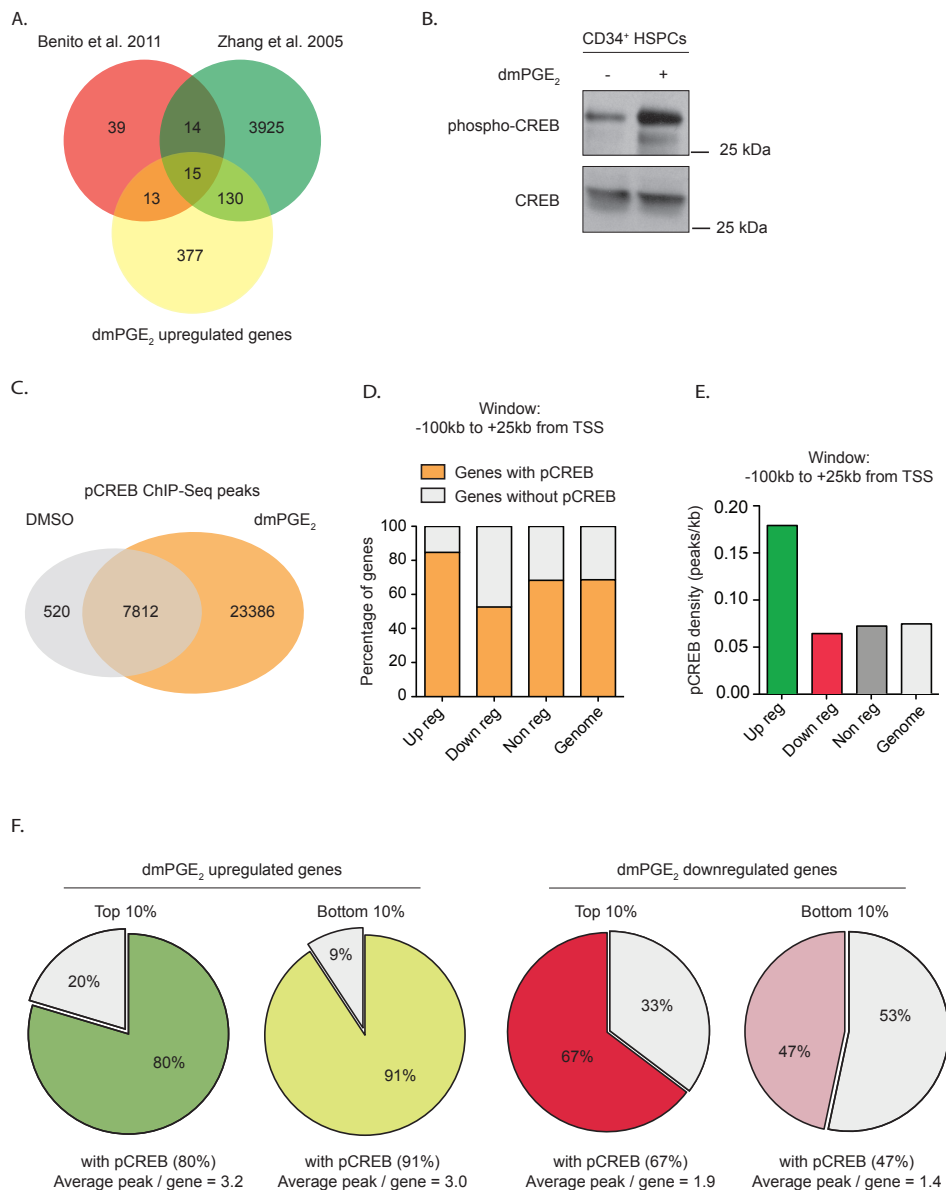 A.
Benito et al. 2011
Zhang et al. 2005
39
14
3925
15
13
130
377
dmPGE2 upregulated genes
B.
CD34+ HSPCs
dmPGE2
-
+
phospho-CREB
25 kDa
CREB
25 kDa
C.
pCREB ChIP-Seq peaks
DMSO
dmPGE2
520
7812
23386
D.
Window:
-100kb to +25kb from TSS
Genes with pCREB
Genes without pCREB
Percentage of genes
100
80
60
40
20
0
Up reg
Down reg
Non reg
Genome
E.
Window:
-100kb to +25kb from TSS
pCREB density (peaks/kb)
0.20
0.15
0.10
0.05
0.00
Up reg
Down reg
Non reg
Genome
F.
dmPGE2 upregulated genes
Top 10%
20%
80%
with pCREB (80%)
Average peak / gene = 3.2
Bottom 10%
9%
91%
with pCREB (91%)
Average peak / gene = 3.0
dmPGE2 downregulated genes
Top 10%
33%
67%
with pCREB (67%)
Average peak / gene = 1.9
Bottom 10%
53%
47%
with pCREB (47%)
Average peak / gene = 1.4